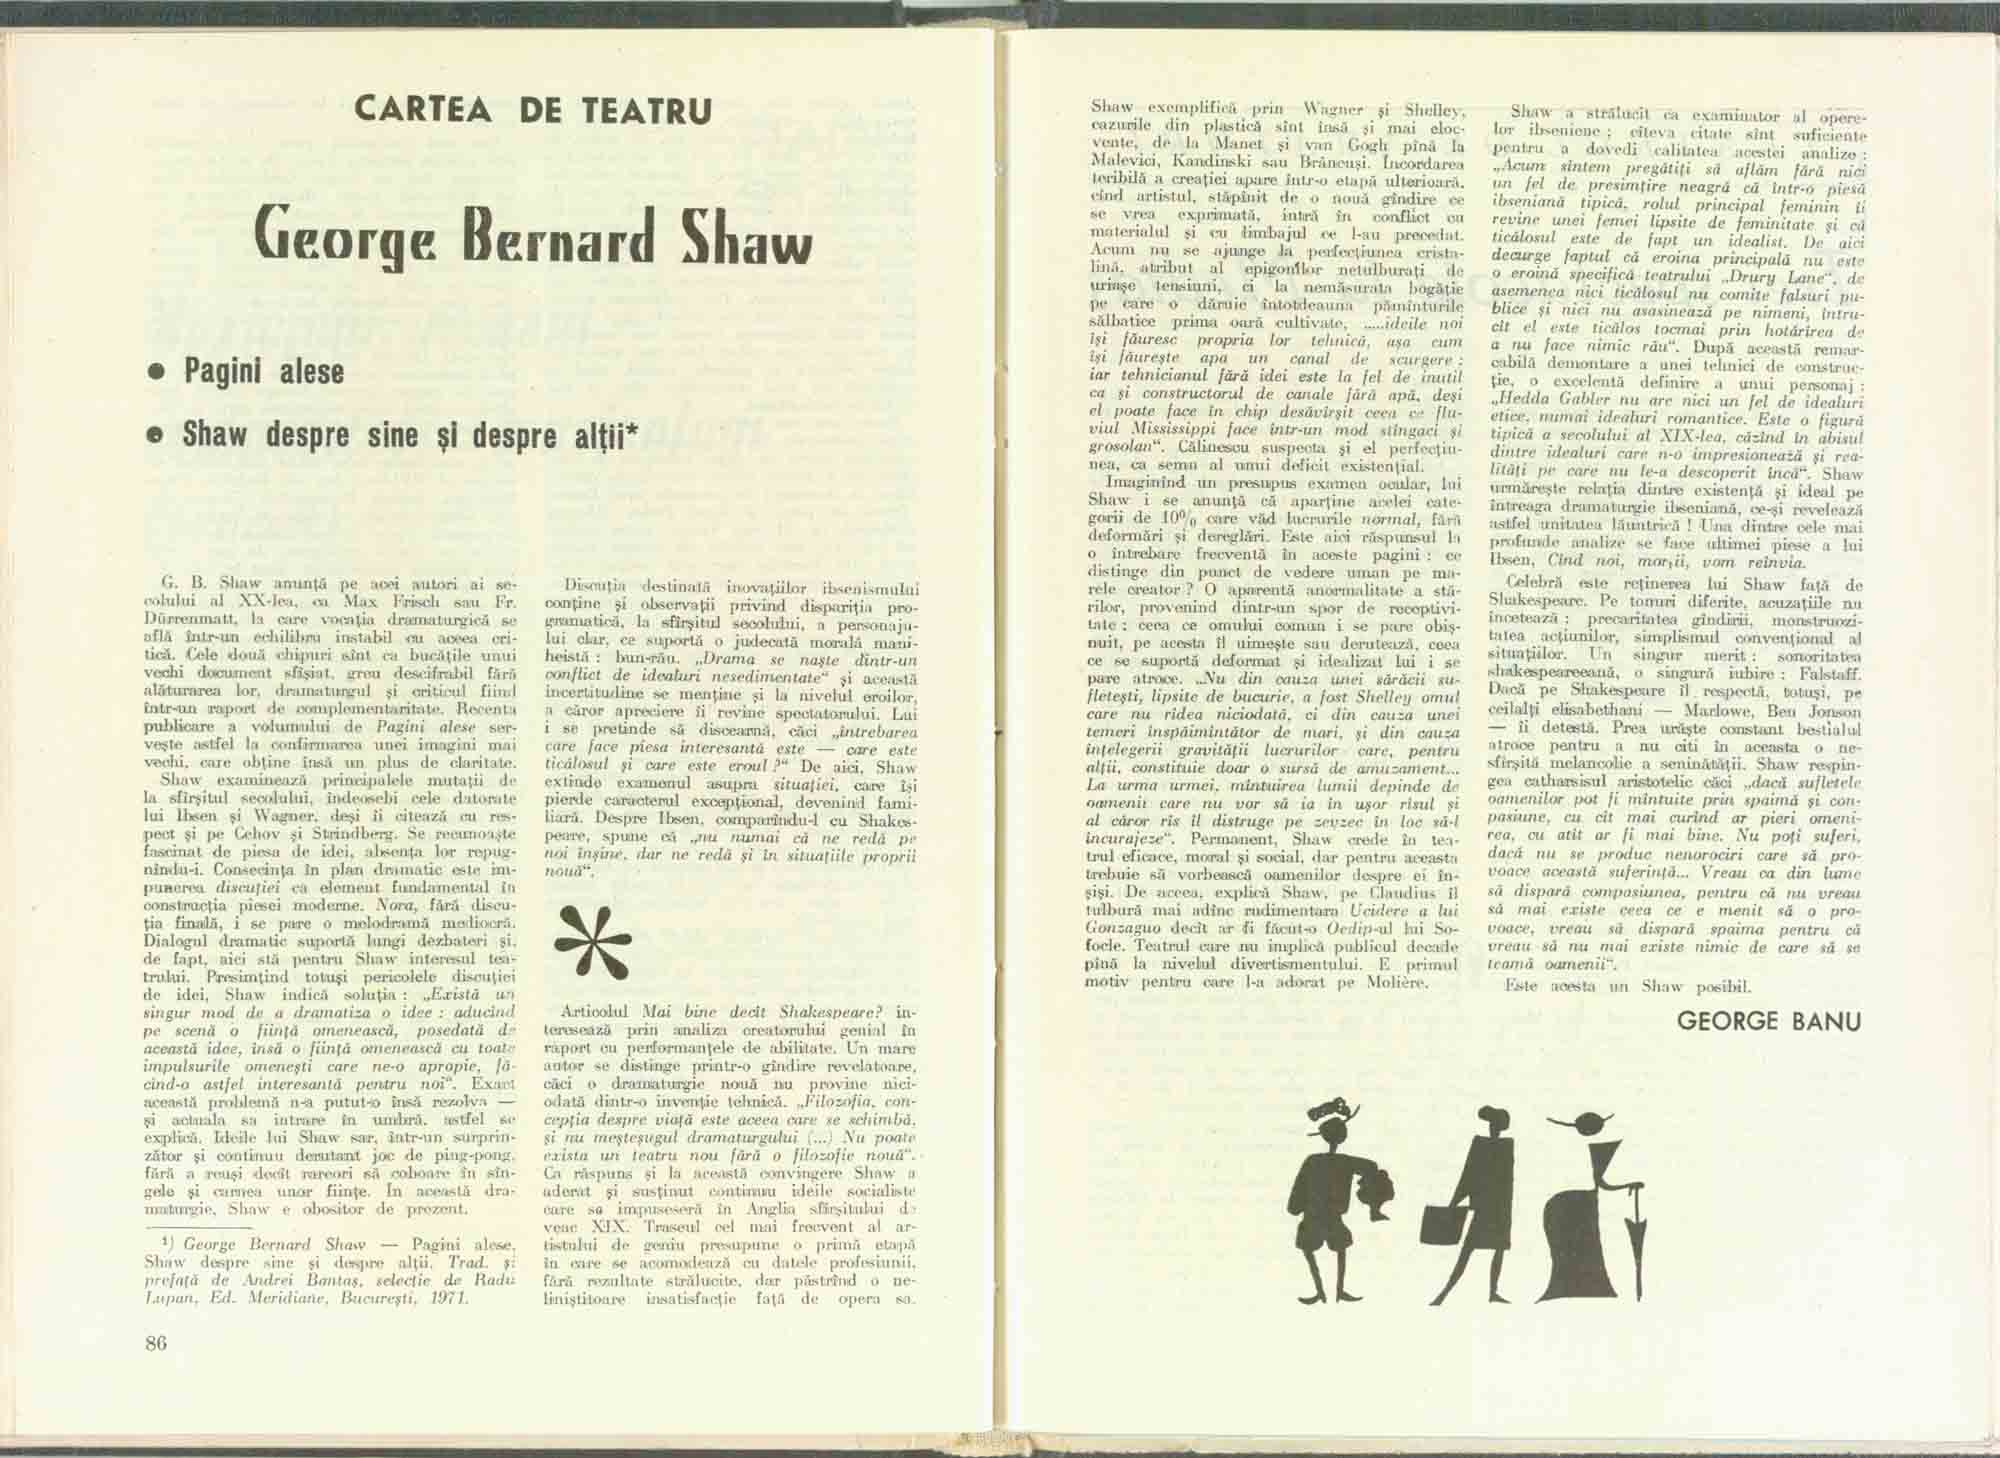 CARTEA DE TEATRU
George Bernard Shaw
● Pagini alese
● Shaw despre sine și despre alții*
G. B. Shaw anunță pe acei autori ai se-
colului al XX-lea, ca Max Frisch sau Fr.
Dürrenmatt, la care vocația dramaturgică se
află într-un echilibru instabil cu aceea cri-
tică. Cele două chipuri sînt ca bucățile unui
vechi document sfîșiat, greu descifrabil fără
alăturarea lor, dramaturgul și criticul fiind
într-un raport de complementaritate. Recenta
publicare a volumului de Pagini alese ser-
vește astfel la confirmarea unei imagini mai
vechi, care obține însă un plus de claritate.
Shaw examinează principalele mutații de
la sfîrșitul secolului, îndeosebi cele datorate
lui Ibsen și Wagner, deși îi citează cu res-
pect și pe Cehov și Strindberg. Se recunoaște
fascinat de piesa de idei, absența lor repug-
nîndu-i. Consecința în plan dramatic este im-
punerea discuției ca element fundamental în
construcția piesei moderne. Nora, fără discu-
ția finală, i se pare o melodramă mediocră.
Dialogul dramatic suportă lungi dezbateri și,
de fapt, aici stă pentru Shaw interesul tea-
trului. Presimțind totuși pericolele discuției
de idei, Shaw indică soluția : „Există un
singur mod de a dramatiza o idee : aducînd
pe scenă o ființă omenească, posedată de
această idee, însă o ființă omenească cu toate
impulsurile omenești care ne-o apropie, fă-
cînd-o astfel interesantă pentru noi“. Exact
această problemă n-a putut-o însă rezolva —
și actuala sa intrare în umbră, astfel se
explică. Ideile lui Shaw sar, într-un surprin-
zător și continuu derutant joc de ping-pong,
fără a reuși decît rareori să coboare în sîn-
gele și carnea unor ființe. În această dra-
maturgie, Shaw e obositor de prezent.
¹) George Bernard Shaw — Pagini alese,
Shaw despre sine și despre alții. Trad. și
prefață de Andrei Bantaș, selecție de Radu
Lupan, Ed. Meridiane, București, 1971.
86
Discuția destinată inovațiilor ibsenismului
conține și observații privind dispariția pro-
gramatică, la sfîrșitul secolului, a personaju-
lui clar, ce suportă o judecată morală mani-
heistă : bun-rău. „Drama se naște dintr-un
conflict de idealuri nesedimentate“ și această
incertitudine se menține și la nivelul eroilor,
a căror apreciere îi revine spectatorului. Lui
i se pretinde să discearnă, căci „întrebarea
care face piesa interesantă este — care este
ticălosul și care este eroul ?“ De aici, Shaw
extinde examenul asupra situației, care își
pierde caracterul excepțional, devenind fami-
liară. Despre Ibsen, comparîndu-l cu Shakes-
peare, spune că „nu numai că ne redă pe
noi înșine, dar ne redă și în situațiile proprii
nouă“.
*
Articolul Mai bine decît Shakespeare? in-
teresează prin analiza creatorului genial în
raport cu performanțele de abilitate. Un mare
autor se distinge printr-o gîndire revelatoare,
căci o dramaturgie nouă nu provine nici-
odată dintr-o invenție tehnică. „Filozofia, con-
cepția despre viață este aceea care se schimbă,
și nu meșteșugul dramaturgului (...) Nu poate
exista un teatru nou fără o filozofie nouă“.
Ca răspuns și la această convingere Shaw a
aderat și susținut continuu ideile socialiste
care se impuseseră în Anglia sfîrșitului de
veac XIX. Traseul cel mai frecvent al ar-
tistului de geniu presupune o primă etapă
în care se acomodează cu datele profesiunii,
fără rezultate strălucite, dar păstrînd o ne-
liniștitoare insatisfacție față de opera sa.
Shaw exemplifică prin Wagner și Shelley,
cazurile din plastică sînt însă și mai eloc-
vente, de la Manet și van Gogh pînă la
Malevici, Kandinski sau Brâncuși. Încordarea
teribilă a creației apare într-o etapă ulterioară,
cînd artistul, stăpînit de o nouă gîndire ce
se vrea exprimată, intră în conflict cu
materialul și cu limbajul ce l-au precedat.
Acum nu se ajunge la perfecțiunea crista-
lină, atribut al epigonilor netulburați de
uriașe tensiuni, ci la nemăsurata bogăție
pe care o dăruie întotdeauna pămînturile
sălbatice prima oară cultivate, „...ideile noi
își făuresc propria lor tehnică, așa cum
își făurește apa un canal de scurgere :
iar tehnicianul fără idei este la fel de inutil
ca și constructorul de canale fără apă, deși
el poate face în chip desăvîrșit ceea ce flu-
viul Mississippi face într-un mod stîngaci și
grosolan“. Călinescu suspecta și el perfecțiu-
nea, ca semn al unui deficit existențial.
Imaginînd un presupus examen ocular, lui
Shaw i se anunță că aparține acelei cate-
gorii de 10% care văd lucrurile normal, fără
deformări și dereglări. Este aici răspunsul la
o întrebare frecventă în aceste pagini : ce
distinge din punct de vedere uman pe ma-
rele creator ? O aparentă anormalitate a stă-
rilor, provenind dintr-un spor de receptivi-
tate : ceea ce omului comun i se pare obiș-
nuit, pe acesta îl uimește sau derutează, ceea
ce se suportă deformat și idealizat lui i se
pare atroce. „Nu din cauza unei sărăcii su-
fletești, lipsite de bucurie, a fost Shelley omul
care nu rîdea niciodată, ci din cauza unei
temeri înspăimîntător de mari, și din cauza
înțelegerii gravității lucrurilor care, pentru
alții, constituie doar o sursă de amuzament...
La urma urmei, mîntuirea lumii depinde de
oamenii care nu vor să ia în ușor rîsul și
al căror rîs îl distruge pe zevzec în loc să-l
încurajeze“. Permanent, Shaw crede în tea-
trul eficace, moral și social, dar pentru aceasta
trebuie să vorbească oamenilor despre ei în-
șiși. De aceea, explică Shaw, pe Claudius îl
tulbură mai adînc rudimentara Ucidere a lui
Gonzaguo decît ar fi făcut-o Oedip-ul lui So-
focle. Teatrul care nu implică publicul decade
pînă la nivelul divertismentului. E primul
motiv pentru care l-a adorat pe Molière.
Shaw a strălucit ca examinator al opere-
lor ibseniene ; cîteva citate sînt suficiente
pentru a dovedi calitatea acestei analize :
„Acum sîntem pregătiți să aflăm fără nici
un fel de presimțire neagră că într-o piesă
ibseniană tipică, rolul principal feminin îi
revine unei femei lipsite de feminitate și că
ticălosul este de fapt un idealist. De aici
decurge faptul că eroina principală nu este
o eroină specifică teatrului „Drury Lane“, de
asemenea nici ticălosul nu comite falsuri pu-
blice și nici nu asasinează pe nimeni, întru-
cît el este ticălos tocmai prin hotărîrea de
a nu face nimic rău“. După această remar-
cabilă demontare a unei tehnici de construc-
ție, o excelentă definire a unui personaj :
„Hedda Gabler nu are nici un fel de idealuri
etice, numai idealuri romantice. Este o figură
tipică a secolului al XIX-lea, căzînd în abisul
dintre idealuri care n-o impresionează și rea-
lități pe care nu le-a descoperit încă“. Shaw
urmărește relația dintre existență și ideal pe
întreaga dramaturgie ibseniană, ce-și revelează
astfel unitatea lăuntrică ! Una dintre cele mai
profunde analize se face ultimei piese a lui
Ibsen, Cînd noi, morții, vom reînvia.
Celebră este reținerea lui Shaw față de
Shakespeare. Pe tonuri diferite, acuzațiile nu
încetează : precaritatea gîndirii, monstruozi-
tatea acțiunilor, simplismul convențional al
situațiilor. Un singur merit : sonoritatea
shakespeareeană, o singură iubire : Falstaff.
Dacă pe Shakespeare îl respectă, totuși, pe
ceilalți elisabethani — Marlowe, Ben Jonson
— îi detestă. Prea urăște constant bestialul
atroce pentru a nu citi în aceasta o ne-
sfîrșită melancolie a seninătății. Shaw respin-
gea catharsisul aristotelic căci „dacă sufletele
oamenilor pot fi mîntuite prin spaimă și com-
pasiune, cu cît mai curînd ar pieri omeni-
rea, cu atît ar fi mai bine. Nu poți suferi,
dacă nu se produc nenorociri care să pro-
voace această suferință... Vreau ca din lume
să dispară compasiunea, pentru că nu vreau
să mai existe ceea ce e menit să o pro-
voace, vreau să dispară spaima pentru că
vreau să nu mai existe nimic de care să se
teamă oamenii“.
Este acesta un Shaw posibil.
GEORGE BANU